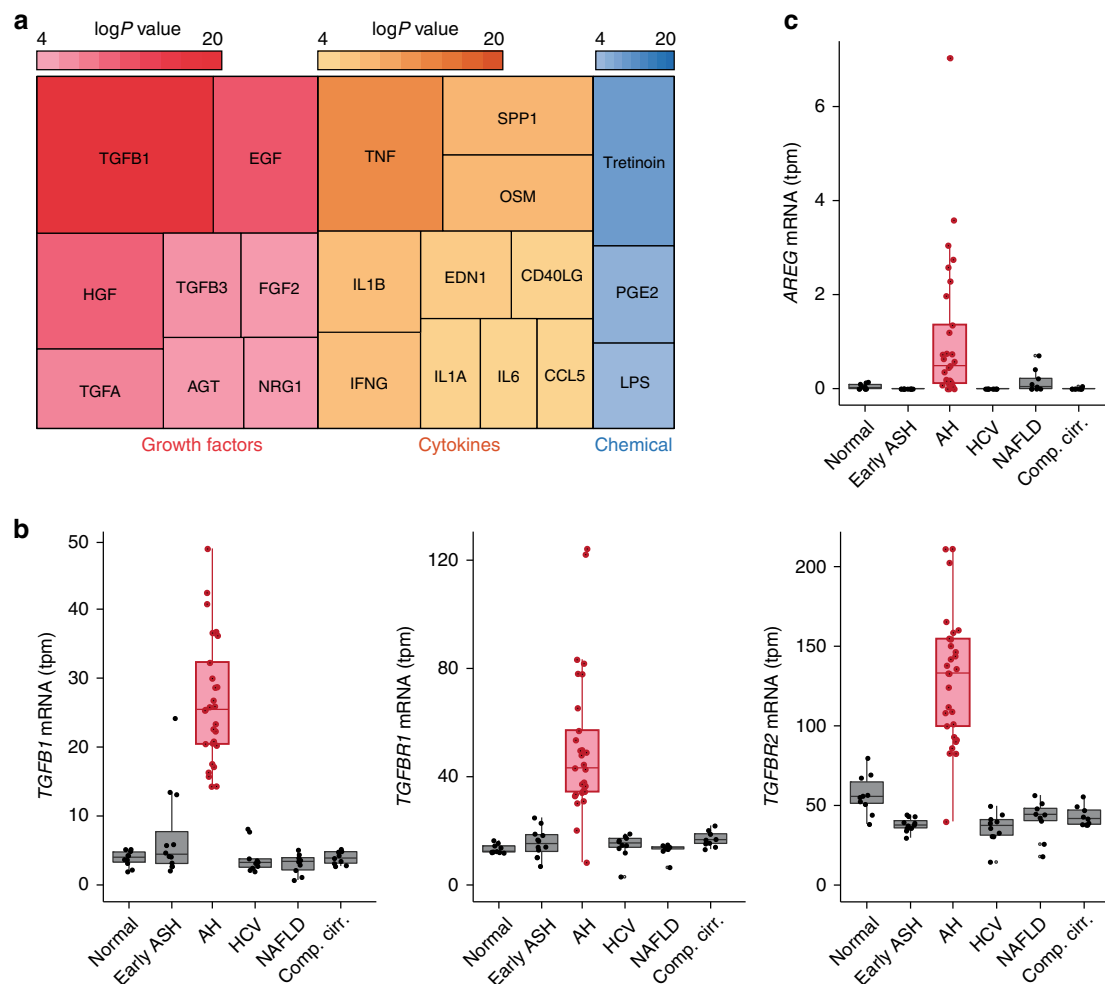 a
logP value
logP value
4 20
4 20
4 20
TGFB1
EGF
HGF
TGFB3
FGF2
TGFA
AGT
NRG1
TNF
SPP1
OSM
IL1B
EDN1
CD40LG
IFNG
IL1A
IL6
CCL5
Tretinoin
PGE2
LPS
Growth factors
Cytokines
Chemical
c
AREG mRNA (tpm)
6
4
2
0
Normal
Early ASH
AH
HCV
NAFLD
Comp. cirr.
b
TGFB1 mRNA (tpm)
50
40
30
20
10
0
Normal
Early ASH
AH
HCV
NAFLD
Comp. cirr.
TGFBR1 mRNA (tpm)
120
80
40
0
Normal
Early ASH
AH
HCV
NAFLD
Comp. cirr.
TGFBR2 mRNA (tpm)
200
150
100
50
0
Normal
Early ASH
AH
HCV
NAFLD
Comp. cirr.